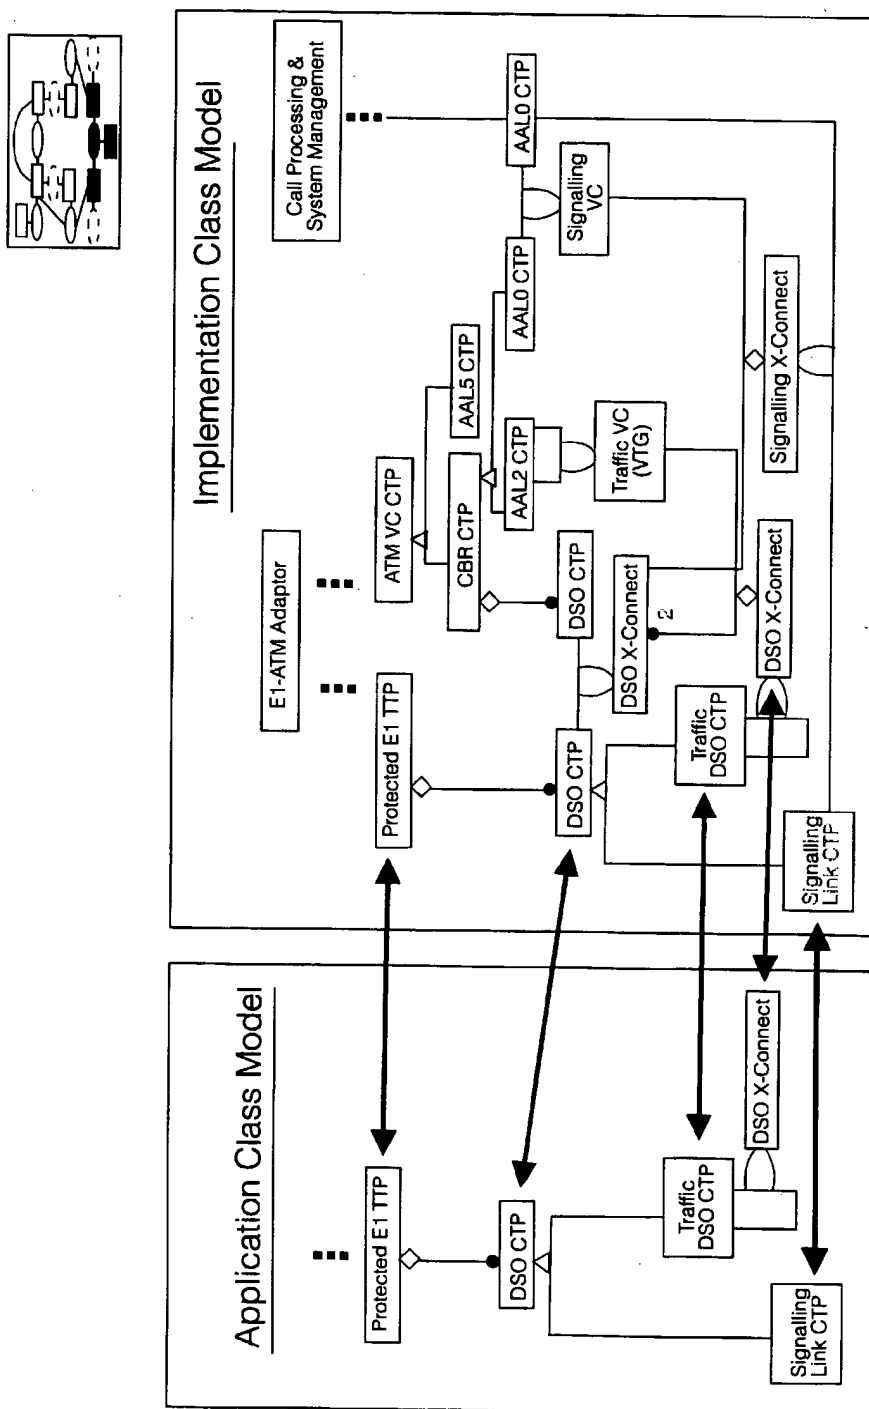 Application Class Model
Protected E1 TTP
DSO CTP
Traffic
DSO CTP
DSO X-Connect
Signalling
Link CTP
Implementation Class Model
E1-ATM Adaptor
Call Processing &
System Management
Protected E1 TTP
ATM VC CTP
CBR CTP
AAL5 CTP
DSO CTP
DSO CTP
AAL2 CTP
AAL0 CTP
AAL0 CTP
DSO X-Connect
2
Traffic VC
(VTG)
Signalling
VC
Traffic
DSO CTP
DSO X-Connect
Signalling X-Connect
Signalling
Link CTP